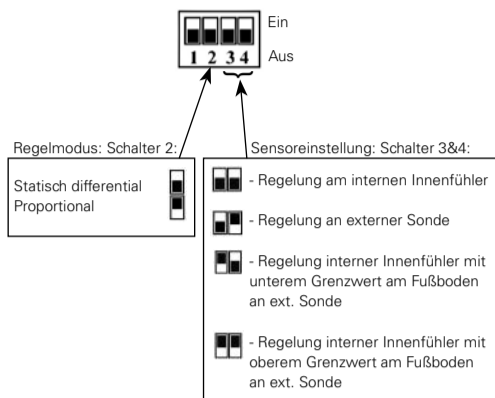 Ein
Aus
1 2 3 4
Regelmodus: Schalter 2:
Statisch differential
Proportional
Sensoreinstellung: Schalter 3&4:
- Regelung am internen Innenfühler
- Regelung an externer Sonde
- Regelung interner Innenfühler mit
unterem Grenzwert am Fußboden
an ext. Sonde
- Regelung interner Innenfühler mit
oberem Grenzwert am Fußboden
an ext. Sonde